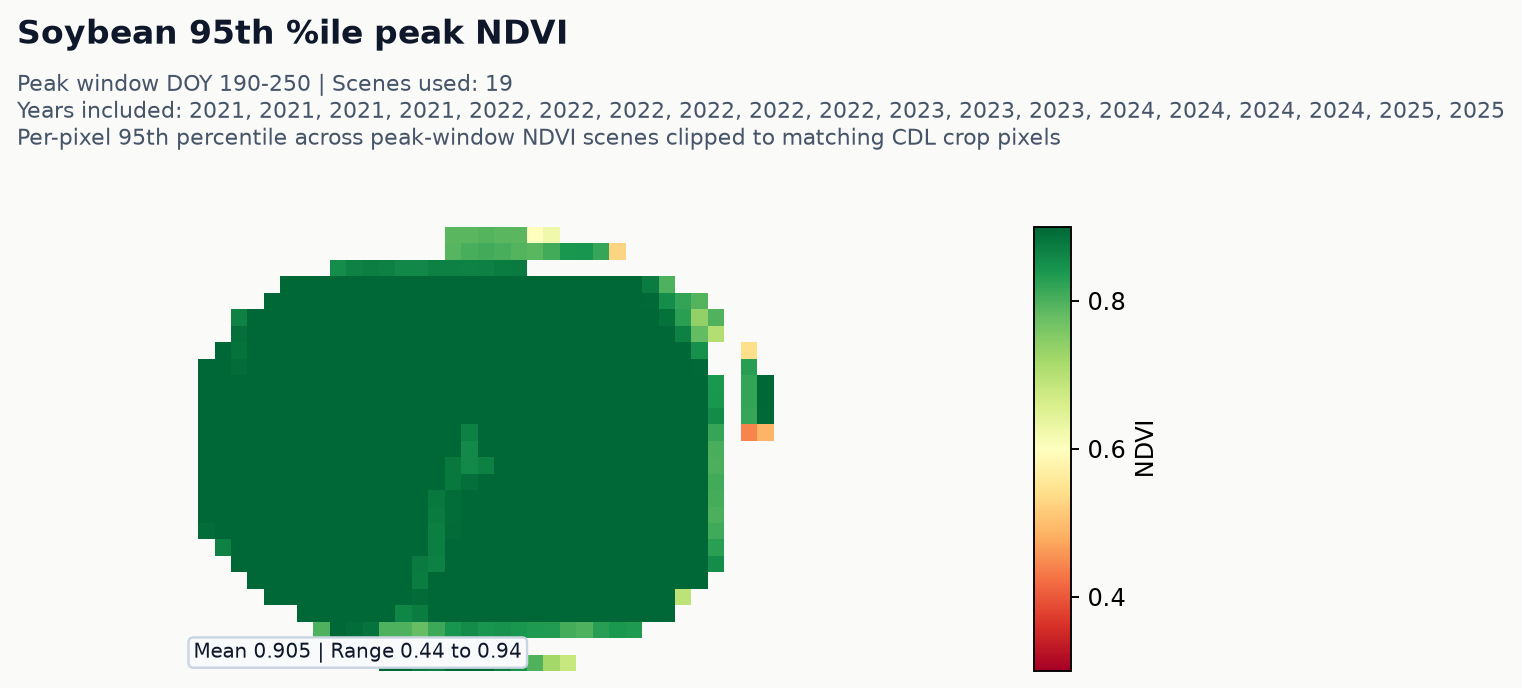 Soybean 95th %ile peak NDVI
Peak window DOY 190-250 | Scenes used: 19
Years included: 2021, 2021, 2021, 2021, 2022, 2022, 2022, 2022, 2022, 2022, 2023, 2023, 2023, 2024, 2024, 2024, 2024, 2025, 2025
Per-pixel 95th percentile across peak-window NDVI scenes clipped to matching CDL crop pixels
0.8
0.6
0.4
NDVI
Mean 0.905 | Range 0.44 to 0.94